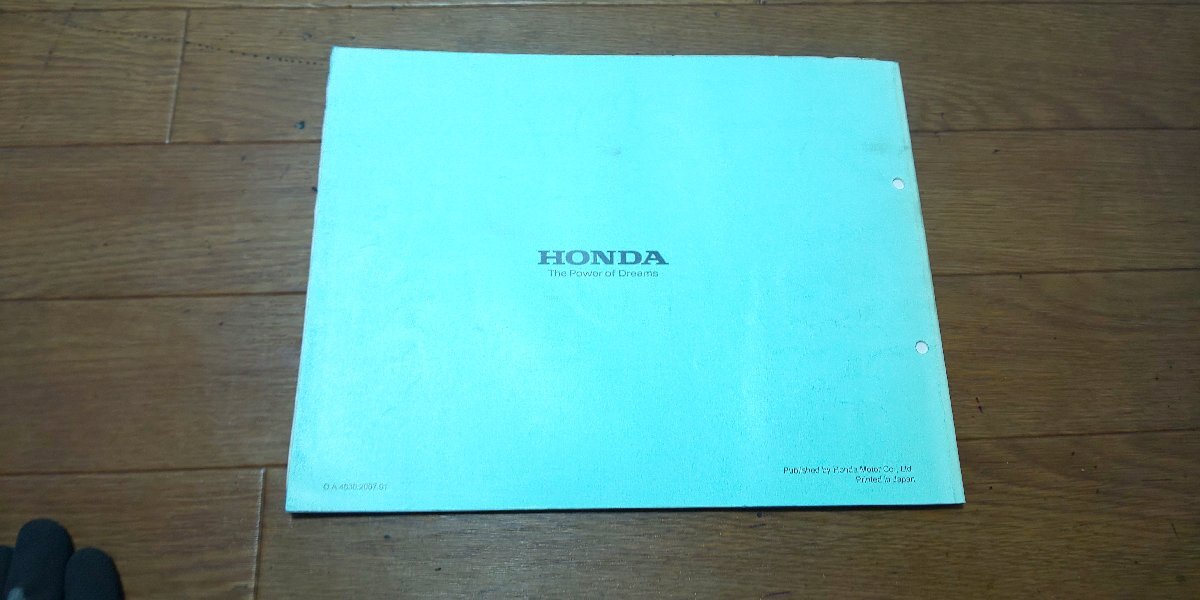 HONDA
The Power of Dreams
Published by Honda Motor Co., Ltd.
Printed in Japan.